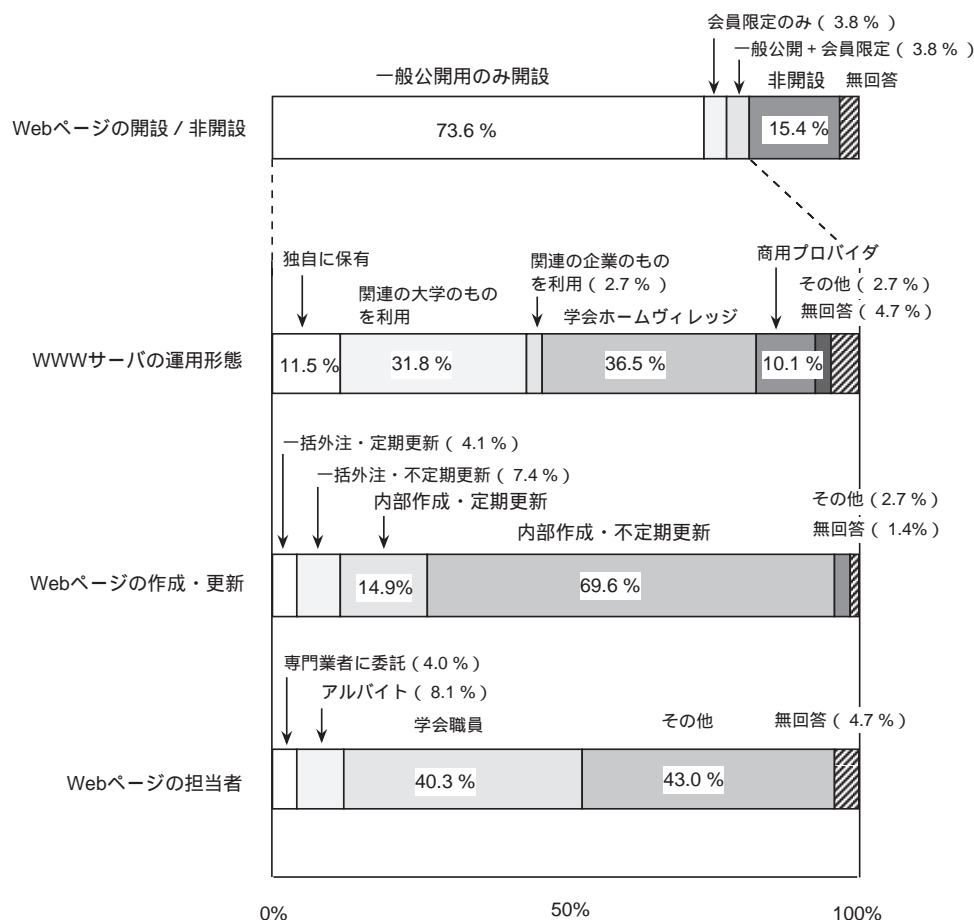 会員限定のみ（3.8 %）
一般公開＋会員限定（3.8 %）
一般公開用のみ開設
非開設
無回答
Webページの開設 / 非開設
73.6 %
15.4 %
独自に保有
関連の大学のもの
を利用
関連の企業のもの
を利用（2.7 %）
学会ホームヴィレッジ
商用プロバイダ
その他（2.7 %）
無回答（4.7 %）
WWWサーバの運用形態
11.5 %
31.8 %
36.5 %
10.1 %
一括外注・定期更新（4.1 %）
一括外注・不定期更新（7.4 %）
内部作成・定期更新
内部作成・不定期更新
その他（2.7 %）
無回答（1.4%）
Webページの作成・更新
14.9%
69.6 %
専門業者に委託（4.0 %）
アルバイト（8.1 %）
学会職員
その他
無回答（4.7 %）
Webページの担当者
40.3 %
43.0 %
0%
50%
100%